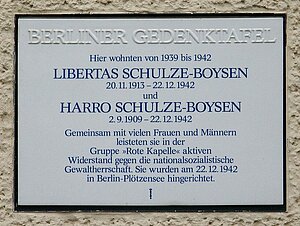 BERLINER GEDENKTAFEL
Hier wohnten von 1939 bis 1942
LIBERTAS SCHULZE-BOYSEN
20.11.1913 – 22.12.1942
und
HARRO SCHULZE-BOYSEN
2.9.1909 – 22.12.1942
Gemeinsam mit vielen Frauen und Männern
leisteten sie in der
Gruppe »Rote Kapelle« aktiven
Widerstand gegen die nationalsozialistische
Gewaltherrschaft. Sie wurden am 22.12.1942
in Berlin-Plötzensee hingerichtet.